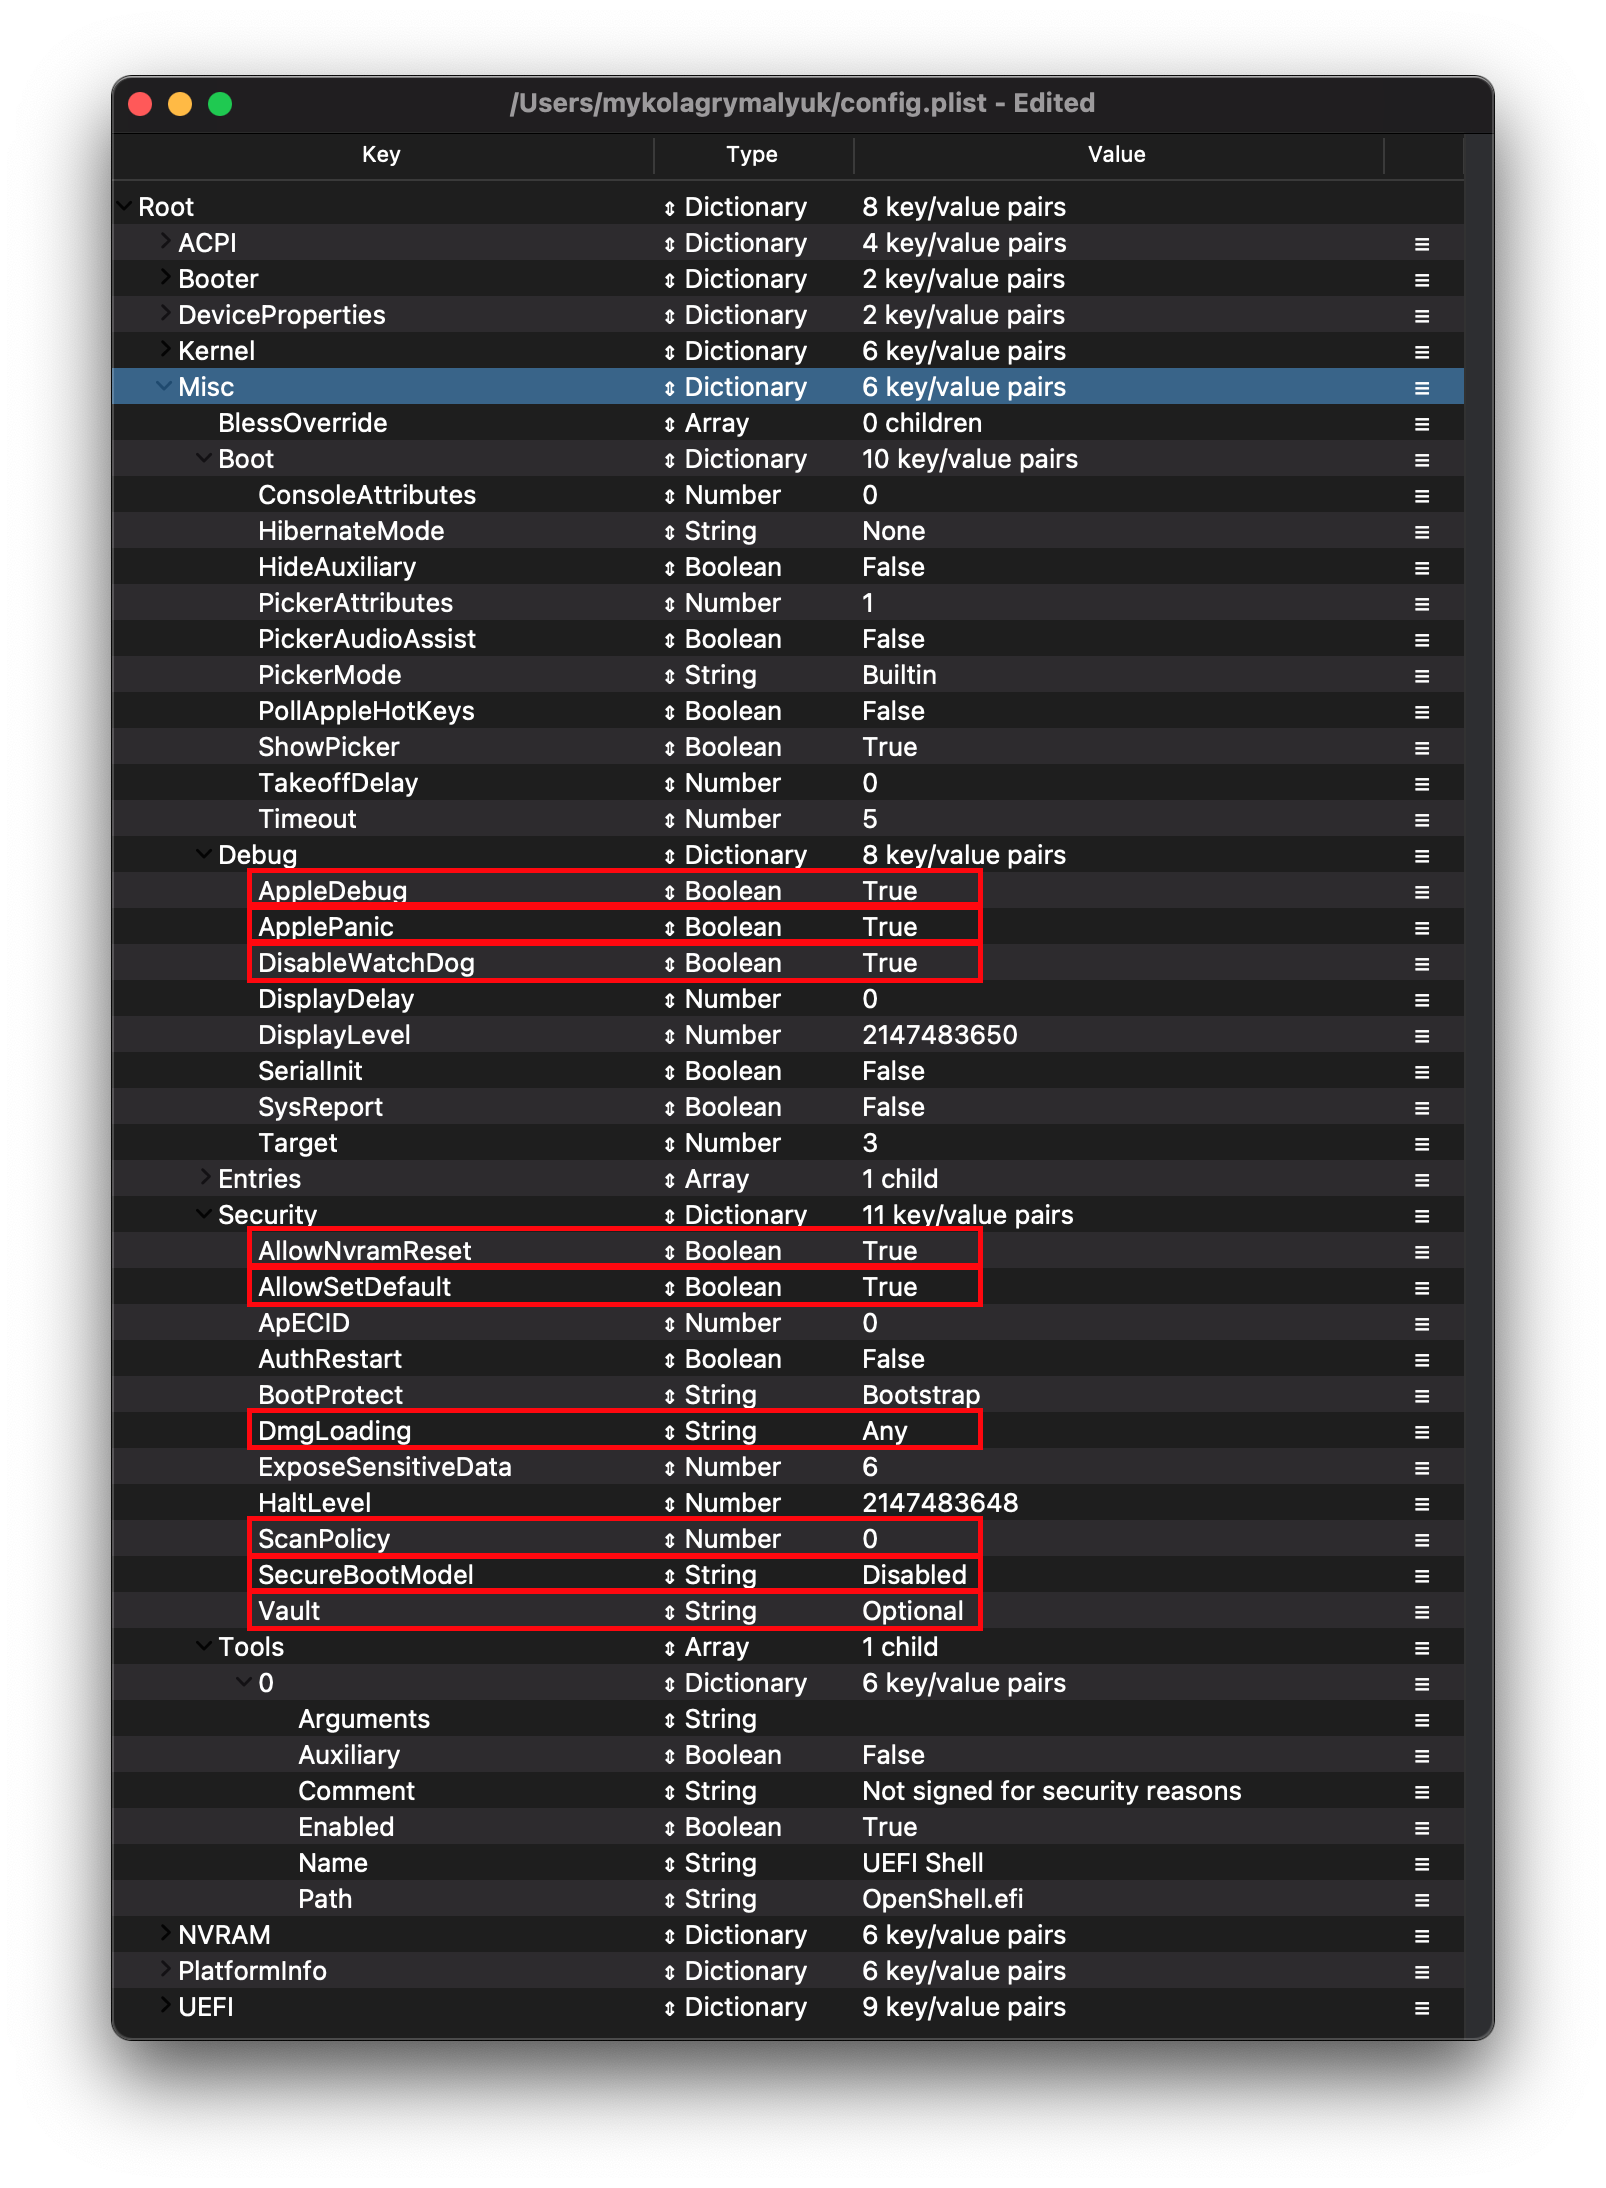 /Users/mykolagrymalyuk/config.plist - Edited
Key Type Value
Root Dictionary 8 key/value pairs
ACPI Dictionary 4 key/value pairs
Booter Dictionary 2 key/value pairs
DeviceProperties Dictionary 2 key/value pairs
Kernel Dictionary 6 key/value pairs
Misc Dictionary 6 key/value pairs
BlessOverride Array 0 children
Boot Dictionary 10 key/value pairs
ConsoleAttributes Number 0
HibernateMode String None
HideAuxiliary Boolean False
PickerAttributes Number 1
PickerAudioAssist Boolean False
PickerMode String Builtin
PollAppleHotKeys Boolean False
ShowPicker Boolean True
TakeoffDelay Number 0
Timeout Number 5
Debug Dictionary 8 key/value pairs
AppleDebug Boolean True
ApplePanic Boolean True
DisableWatchDog Boolean True
DisplayDelay Number 0
DisplayLevel Number 2147483650
SerialInit Boolean False
SysReport Boolean False
Target Number 3
Entries Array 1 child
Security Dictionary 11 key/value pairs
AllowNvramReset Boolean True
AllowSetDefault Boolean True
ApECID Number 0
AuthRestart Boolean False
BootProtect String Bootstrap
DmgLoading String Any
ExposeSensitiveData Number 6
HaltLevel Number 2147483648
ScanPolicy Number 0
SecureBootModel String Disabled
Vault String Optional
Tools Array 1 child
0 Dictionary 6 key/value pairs
Arguments String
Auxiliary Boolean False
Comment String Not signed for security reasons
Enabled Boolean True
Name String UEFI Shell
Path String OpenShell.efi
NVRAM Dictionary 6 key/value pairs
PlatformInfo Dictionary 6 key/value pairs
UEFI Dictionary 9 key/value pairs